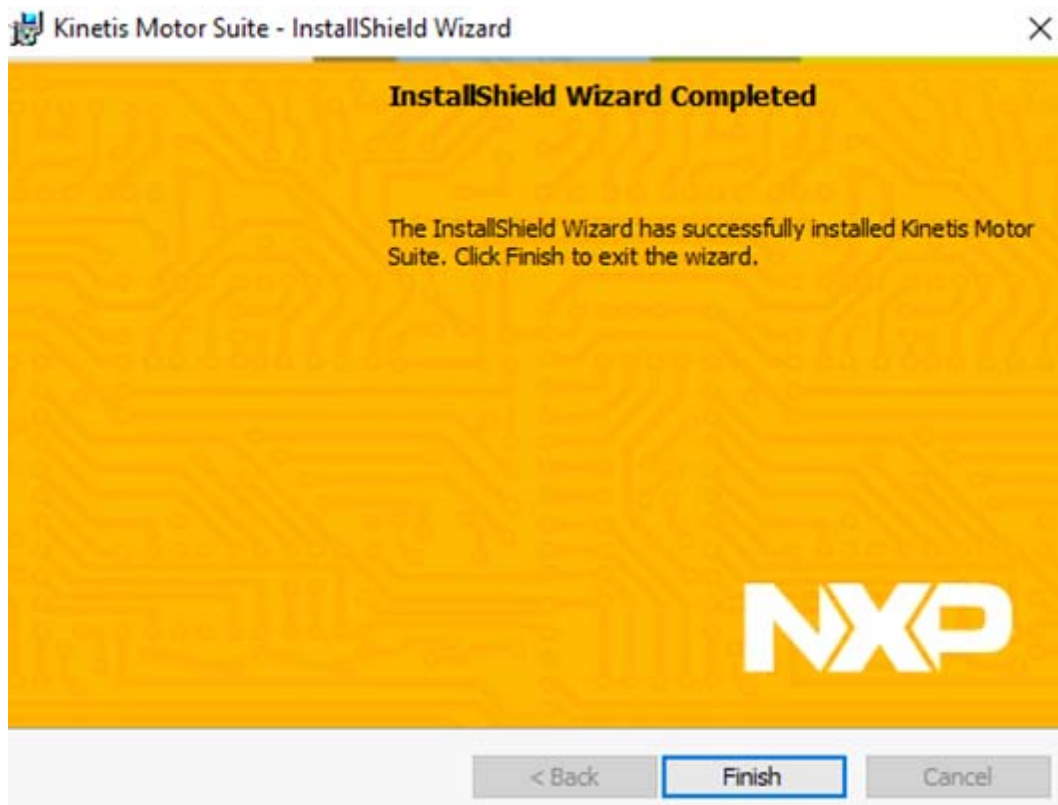 Kinetis Motor Suite - InstallShield Wizard
InstallShield Wizard Completed
The InstallShield Wizard has successfully installed Kinetis Motor
Suite. Click Finish to exit the wizard.
NXP
< Back Finish Cancel